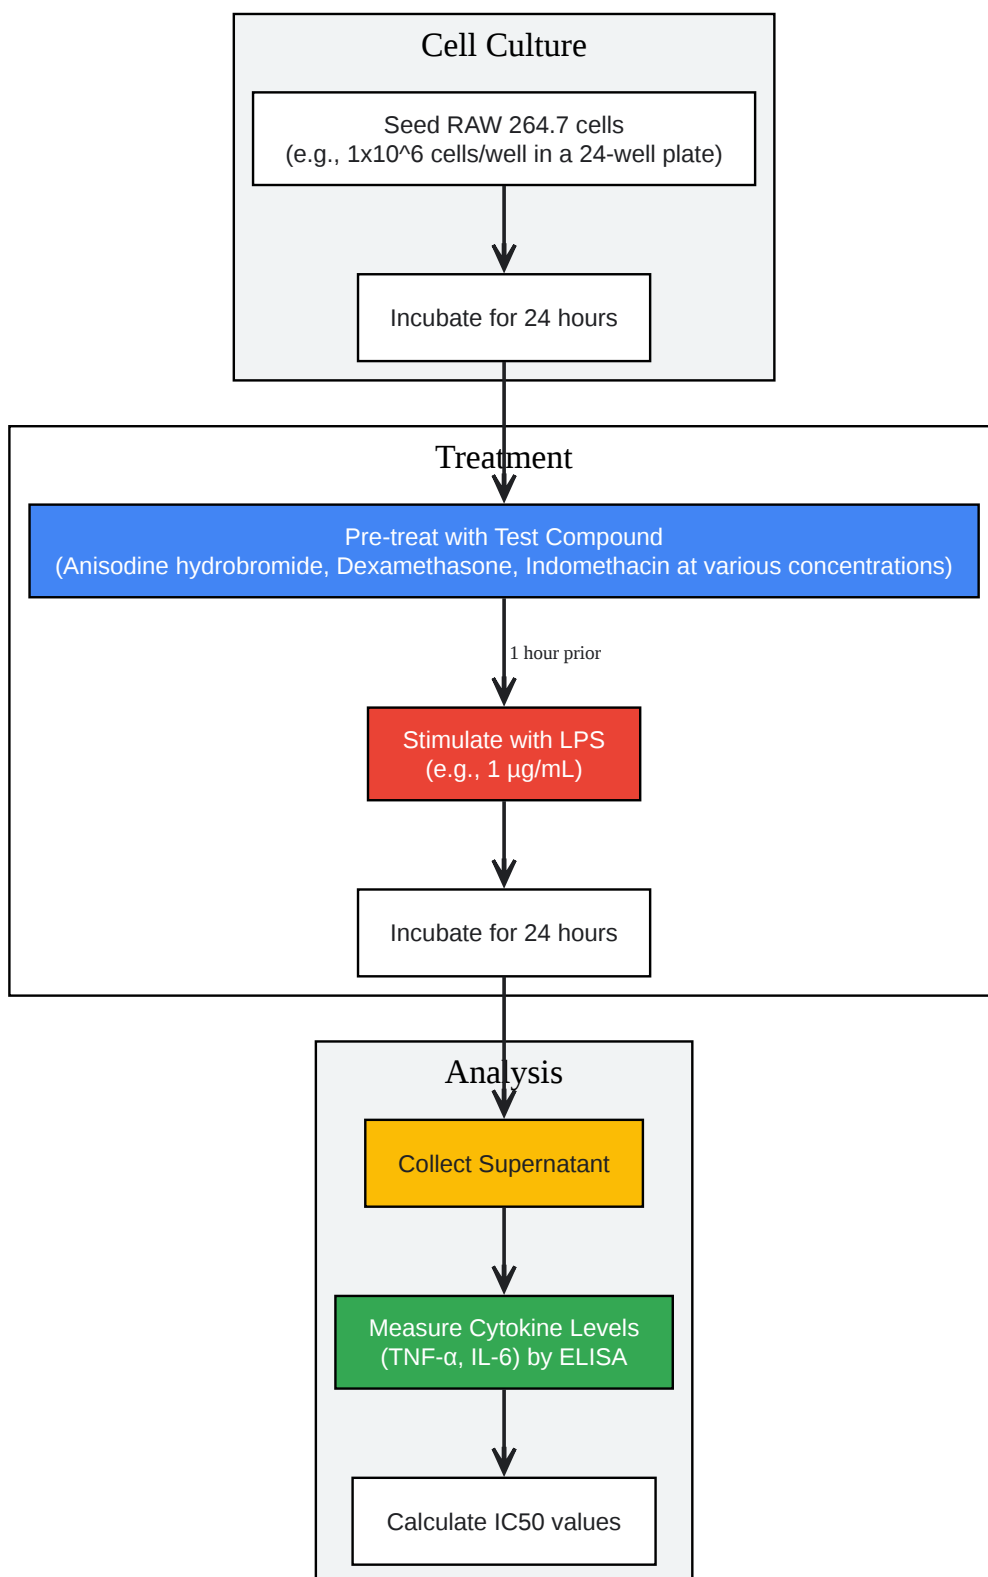 Cell Culture
Seed RAW 264.7 cells
(e.g., 1x10^6 cells/well in a 24-well plate)
Incubate for 24 hours
Treatment
Pre-treat with Test Compound
(Anisodine hydrobromide, Dexamethasone, Indomethacin at various concentrations)
1 hour prior
Stimulate with LPS
(e.g., 1 µg/mL)
Incubate for 24 hours
Analysis
Collect Supernatant
Measure Cytokine Levels
(TNF-α, IL-6) by ELISA
Calculate IC50 values